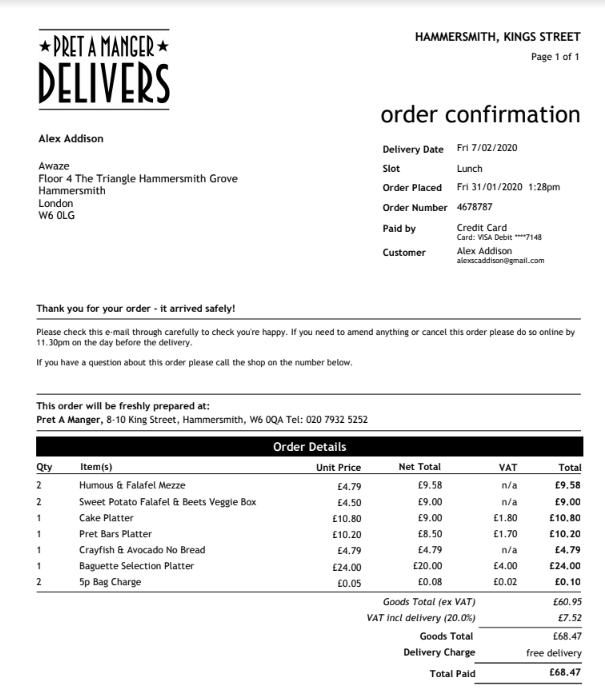 ★PRET A MANGER★
DELIVERS
HAMMERSMITH, KINGS STREET
Page 1 of 1
order confirmation
Alex Addison
Awaze
Floor 4 The Triangle Hammersmith Grove
Hammersmith
London
W6 0LG
Delivery Date Fri 7/02/2020
Slot Lunch
Order Placed Fri 31/01/2020 1:28pm
Order Number 4678787
Paid by Credit Card
Card: VISA Debit ****7148
Customer Alex Addison
alexscaddison@gmail.com
Thank you for your order - it arrived safely!
Please check this e-mail through carefully to check you're happy. If you need to amend anything or cancel this order please do so online by
11.30pm on the day before the delivery.
If you have a question about this order please call the shop on the number below.
This order will be freshly prepared at:
Pret A Manger, 8-10 King Street, Hammersmith, W6 0QA Tel: 020 7932 5252
Order Details
Qty Item(s) Unit Price Net Total VAT Total
2 Humous & Falafel Mezze £4.79 £9.58 n/a £9.58
2 Sweet Potato Falafel & Beets Veggie Box £4.50 £9.00 n/a £9.00
1 Cake Platter £10.80 £9.00 £1.80 £10.80
1 Pret Bars Platter £10.20 £8.50 £1.70 £10.20
1 Crayfish & Avocado No Bread £4.79 £4.79 n/a £4.79
1 Baguette Selection Platter £24.00 £20.00 £4.00 £24.00
2 5p Bag Charge £0.05 £0.08 £0.02 £0.10
Goods Total (ex VAT) £60.95
VAT incl delivery (20.0%) £7.52
Goods Total £68.47
Delivery Charge free delivery
Total Paid £68.47